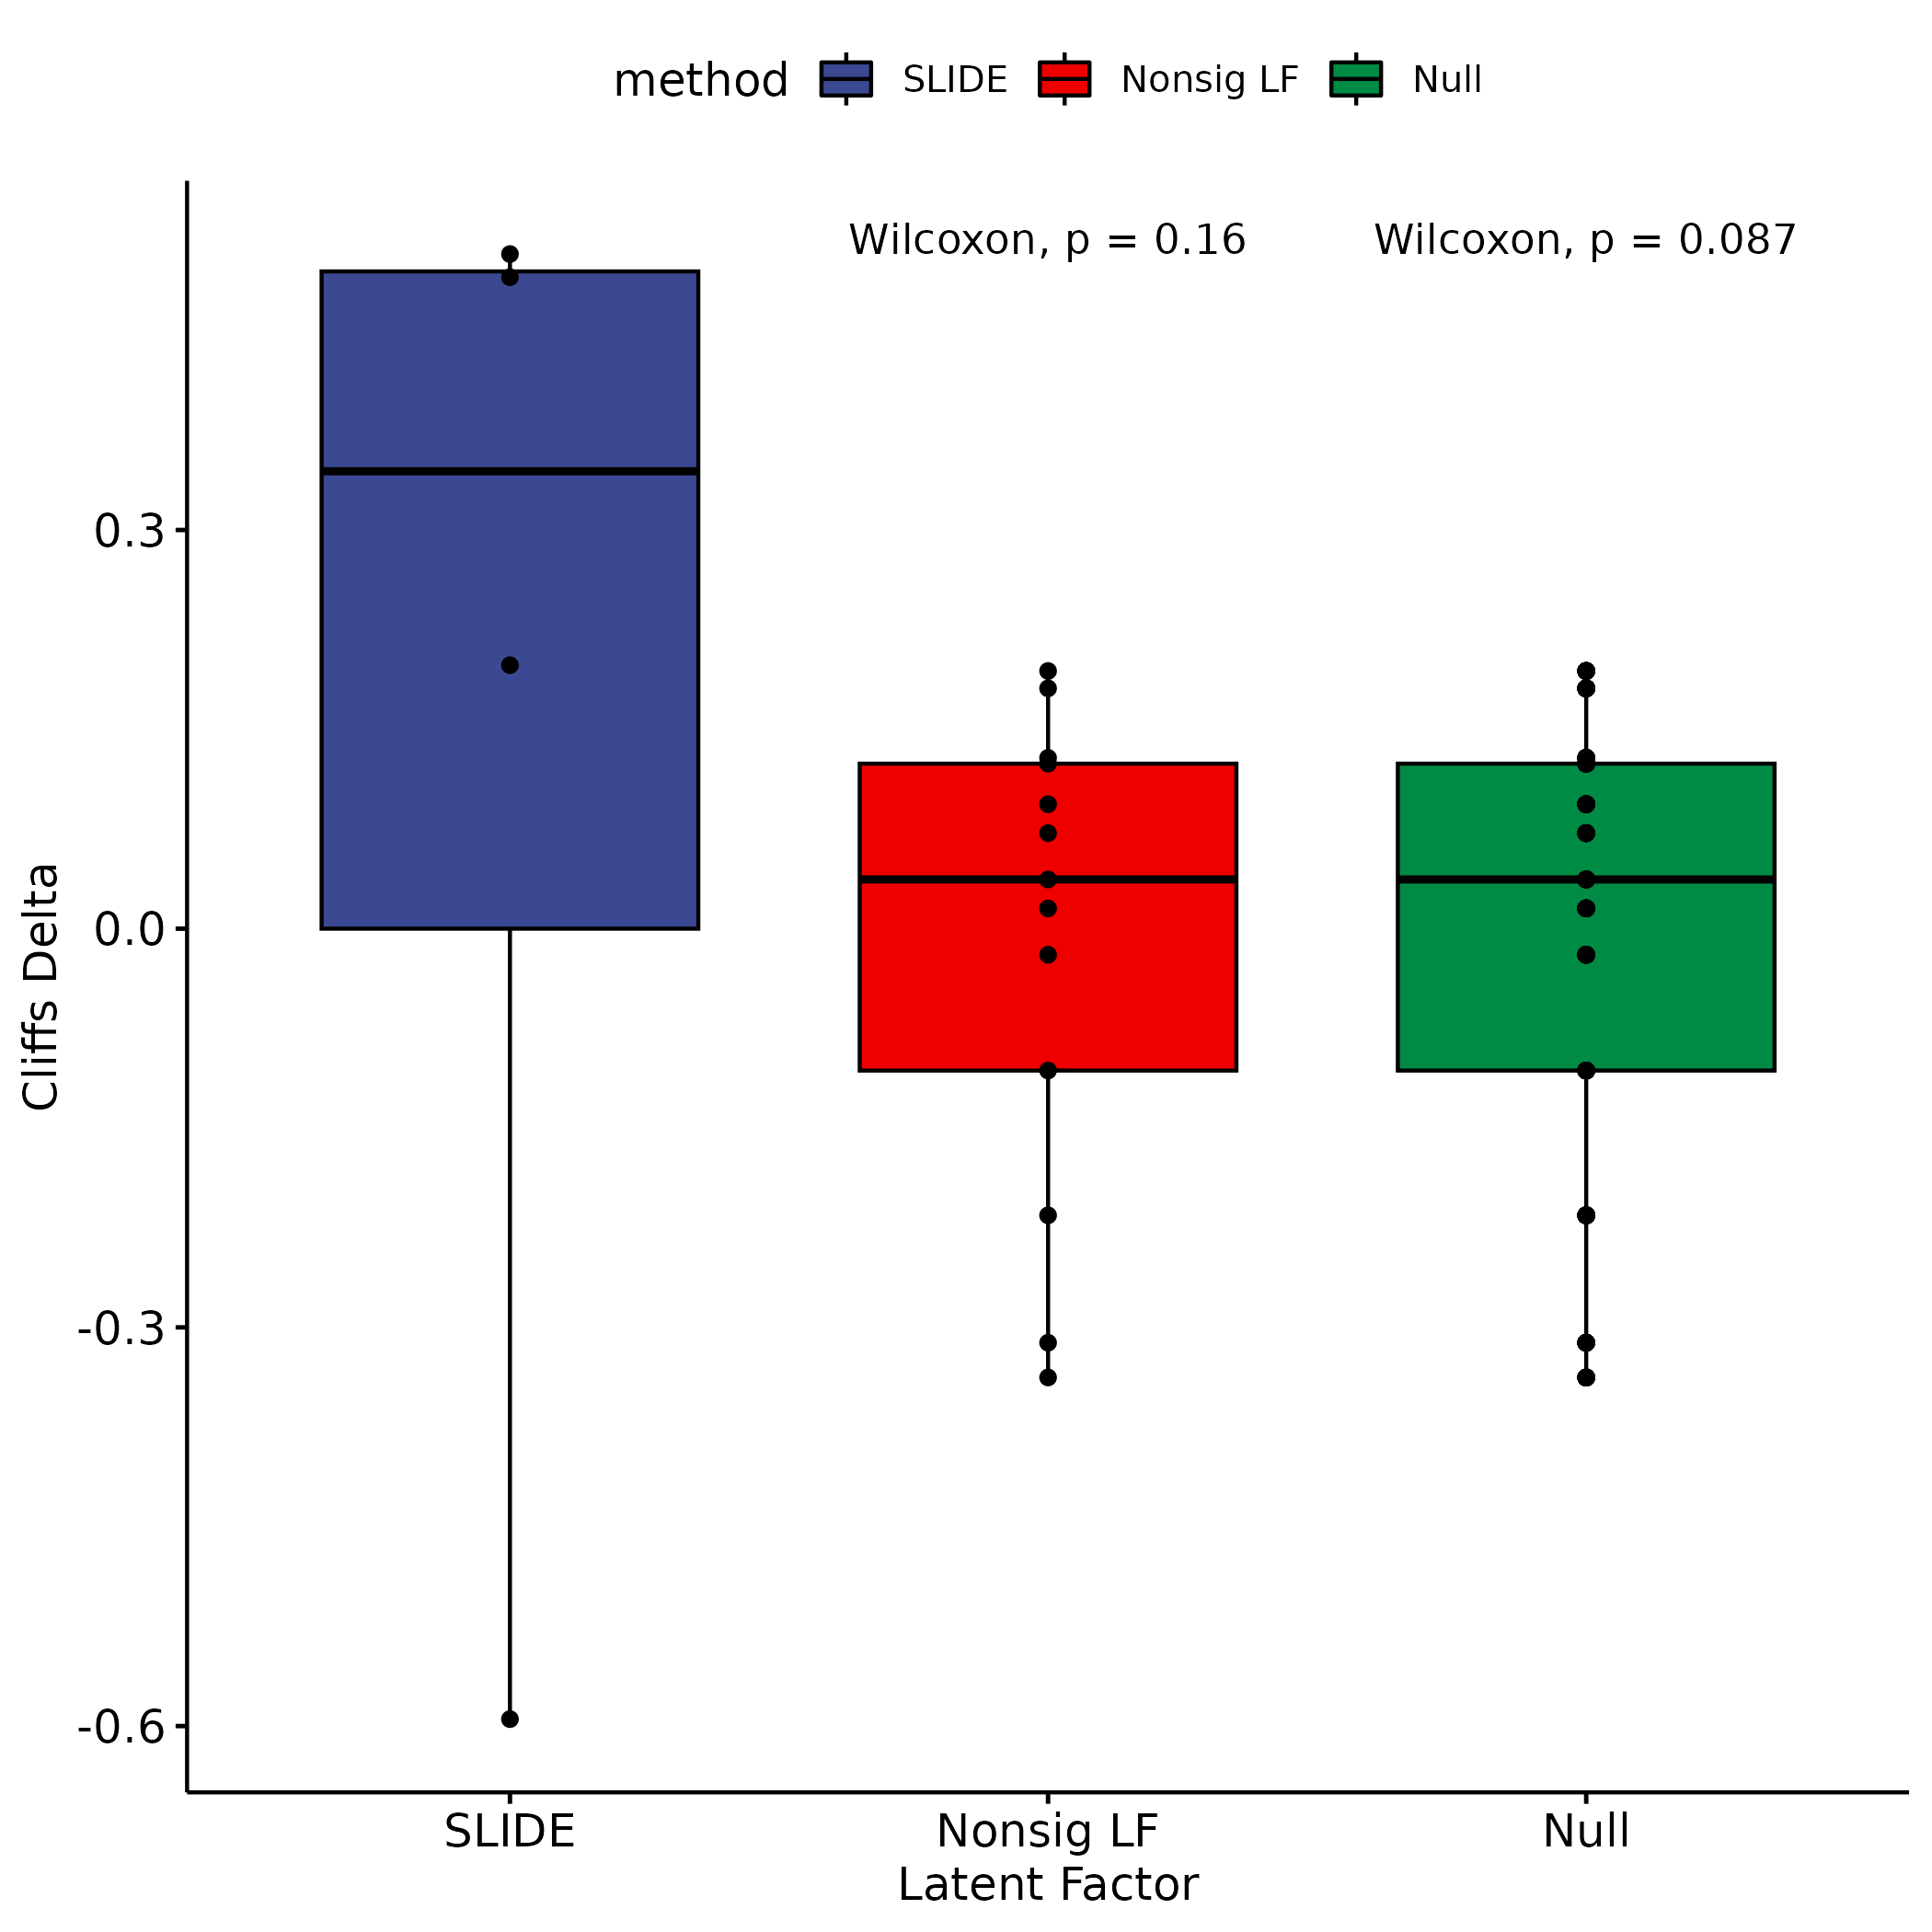 method SLIDE Nonsig LF Null
Wilcoxon, p = 0.16 Wilcoxon, p = 0.087
Cliffs Delta
0.3
0.0
-0.3
-0.6
SLIDE Nonsig LF Null
Latent Factor